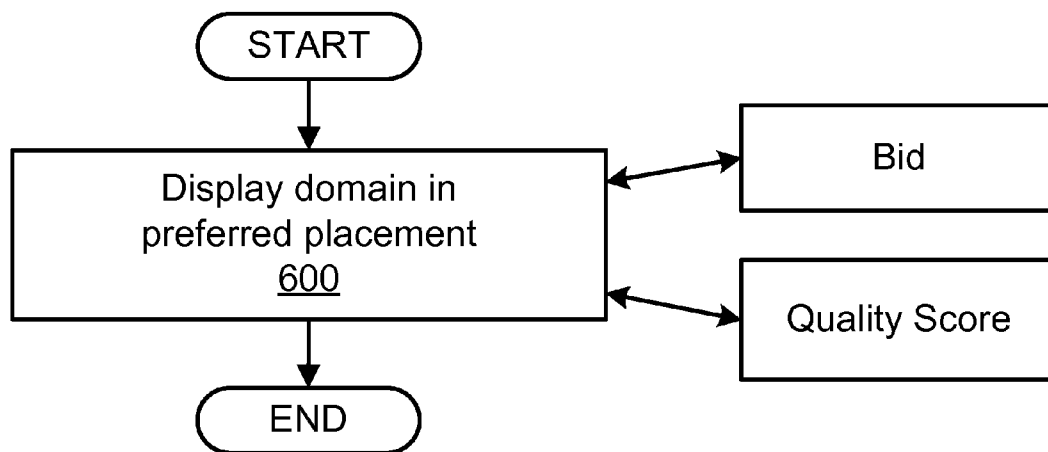 START
Display domain in
preferred placement
600
Bid
Quality Score
END